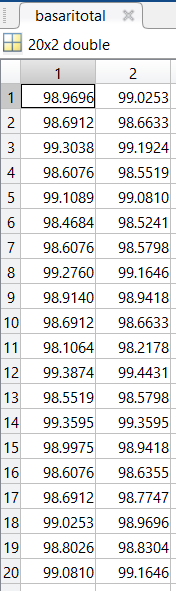 basaritotal
20x2 double
1 2
1 98.9696 99.0253
2 98.6912 98.6633
3 99.3038 99.1924
4 98.6076 98.5519
5 99.1089 99.0810
6 98.4684 98.5241
7 98.6076 98.5798
8 99.2760 99.1646
9 98.9140 98.9418
10 98.6912 98.6633
11 98.1064 98.2178
12 99.3874 99.4431
13 98.5519 98.5798
14 99.3595 99.3595
15 98.9975 98.9418
16 98.6076 98.6355
17 98.6912 98.7747
18 99.0253 98.9696
19 98.8026 98.8304
20 99.0810 99.1646